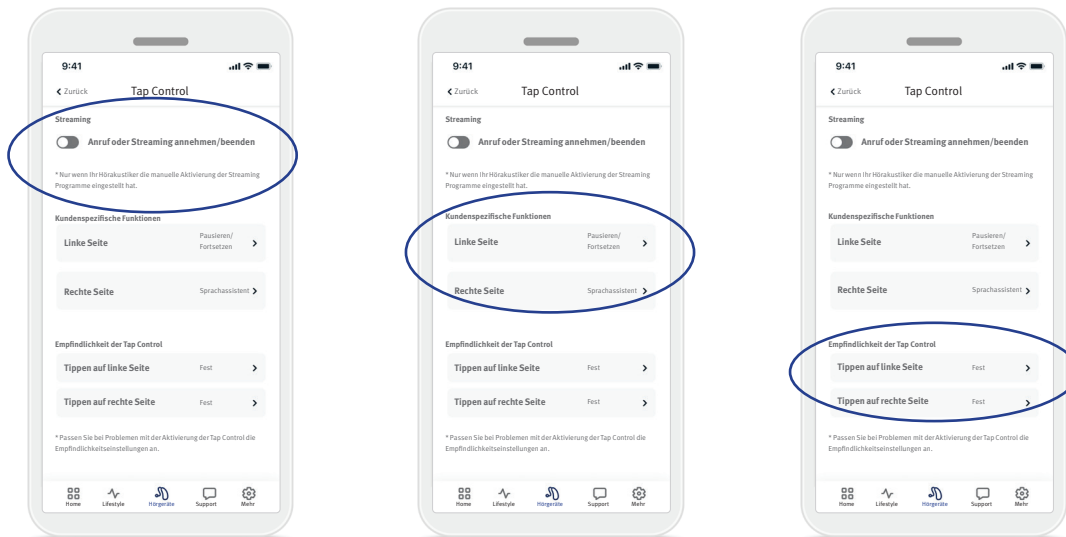 9:41
Zurück Tap Control
Streaming
Anruf oder Streaming annehmen/beenden
* Nur wenn Ihr Hörakustiker die manuelle Aktivierung der Streaming
Programme eingestellt hat.
Kundenspezifische Funktionen
Linke Seite Pausieren/
Fortsetzen
Rechte Seite Sprachassistent
Empfindlichkeit der Tap Control
Tippen auf linke Seite Fest
Tippen auf rechte Seite Fest
* Passen Sie bei Problemen mit der Aktivierung der Tap Control die
Empfindlichkeitseinstellungen an.
Home Lifestyle Hörgeräte Support Mehr
9:41
Zurück Tap Control
Streaming
Anruf oder Streaming annehmen/beenden
* Nur wenn Ihr Hörakustiker die manuelle Aktivierung der Streaming
Programme eingestellt hat.
Kundenspezifische Funktionen
Linke Seite Pausieren/
Fortsetzen
Rechte Seite Sprachassistent
Empfindlichkeit der Tap Control
Tippen auf linke Seite Fest
Tippen auf rechte Seite Fest
* Passen Sie bei Problemen mit der Aktivierung der Tap Control die
Empfindlichkeitseinstellungen an.
Home Lifestyle Hörgeräte Support Mehr
9:41
Zurück Tap Control
Streaming
Anruf oder Streaming annehmen/beenden
* Nur wenn Ihr Hörakustiker die manuelle Aktivierung der Streaming
Programme eingestellt hat.
Kundenspezifische Funktionen
Linke Seite Pausieren/
Fortsetzen
Rechte Seite Sprachassistent
Empfindlichkeit der Tap Control
Tippen auf linke Seite Fest
Tippen auf rechte Seite Fest
* Passen Sie bei Problemen mit der Aktivierung der Tap Control die
Empfindlichkeitseinstellungen an.
Home Lifestyle Hörgeräte Support Mehr